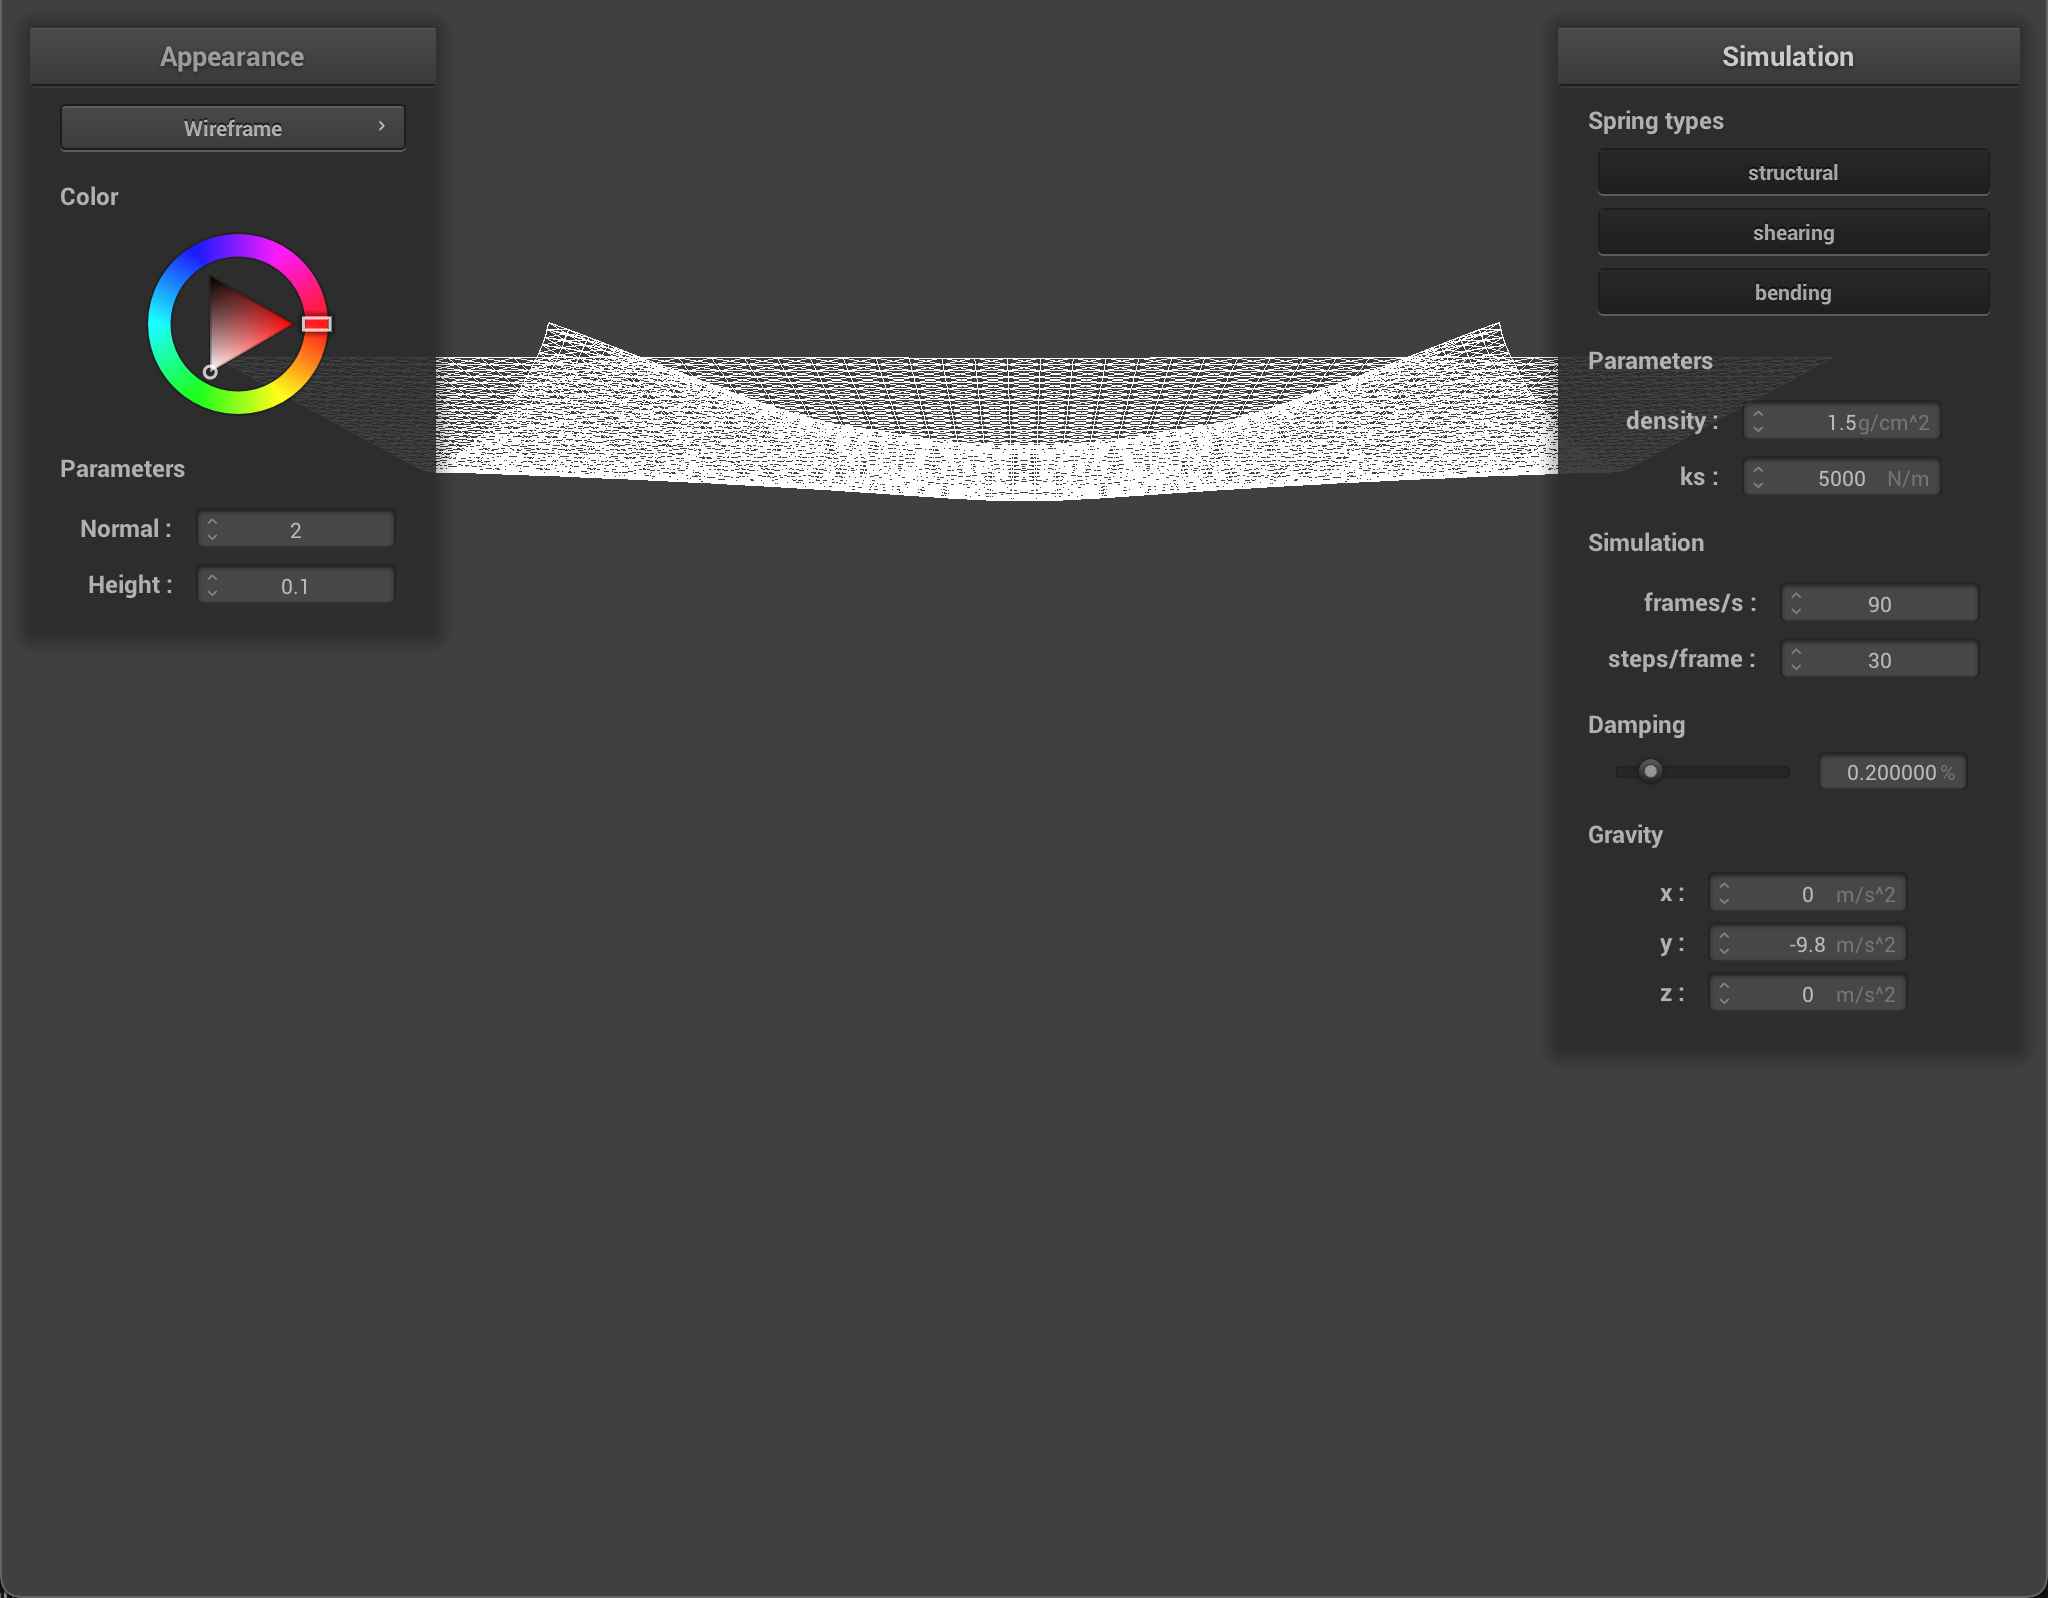 Appearance
Wireframe
Color
Parameters
Normal : 2
Height : 0.1
Simulation
Spring types
structural
shearing
bending
Parameters
density : 1.5 g/cm^2
ks : 5000 N/m
Simulation
frames/s : 90
steps/frame : 30
Damping
0.200000 %
Gravity
x : 0 m/s^2
y : -9.8 m/s^2
z : 0 m/s^2